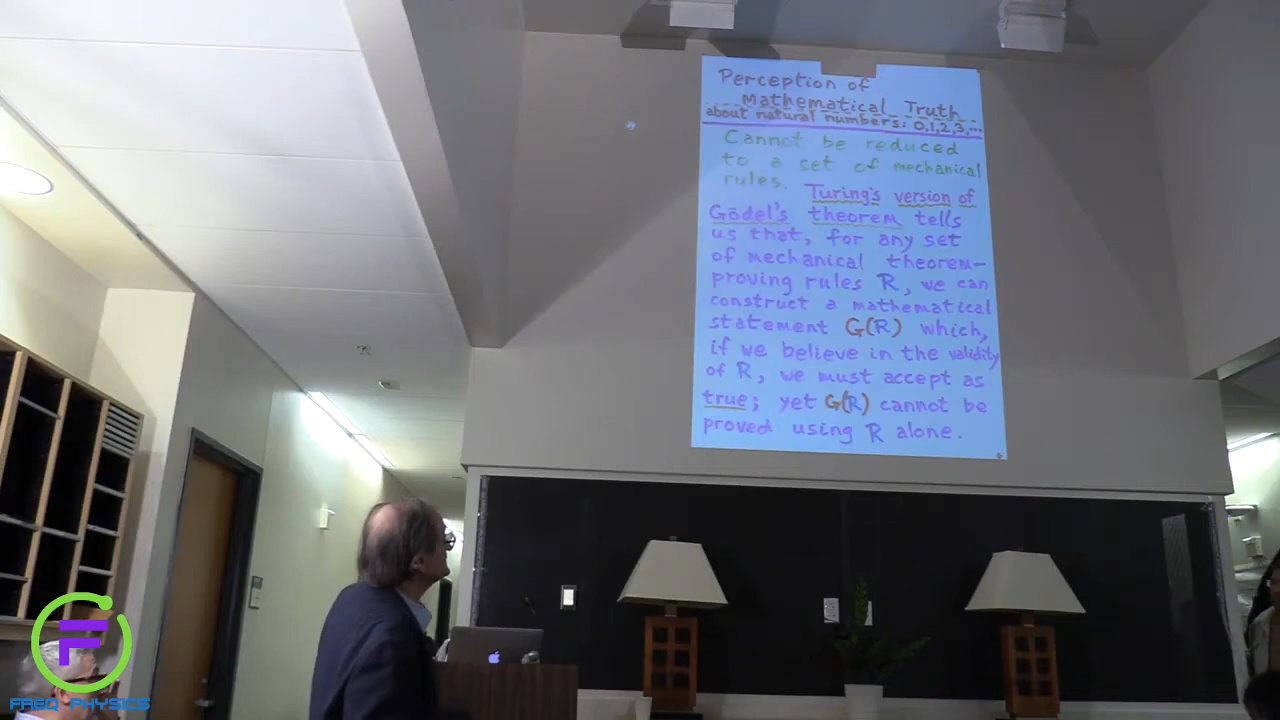 Perception of
Mathematical Truth
about natural numbers: 0,1,2,3,...
Cannot be reduced
to a set of mechanical
rules. Turing's version of
Gödel's theorem tells
us that, for any set
of mechanical theorem-
proving rules R, we can
construct a mathematical
statement G(R) which,
if we believe in the validity
of R, we must accept as
true; yet G(R) cannot be
proved using R alone.
F
FREQ PHYSICS